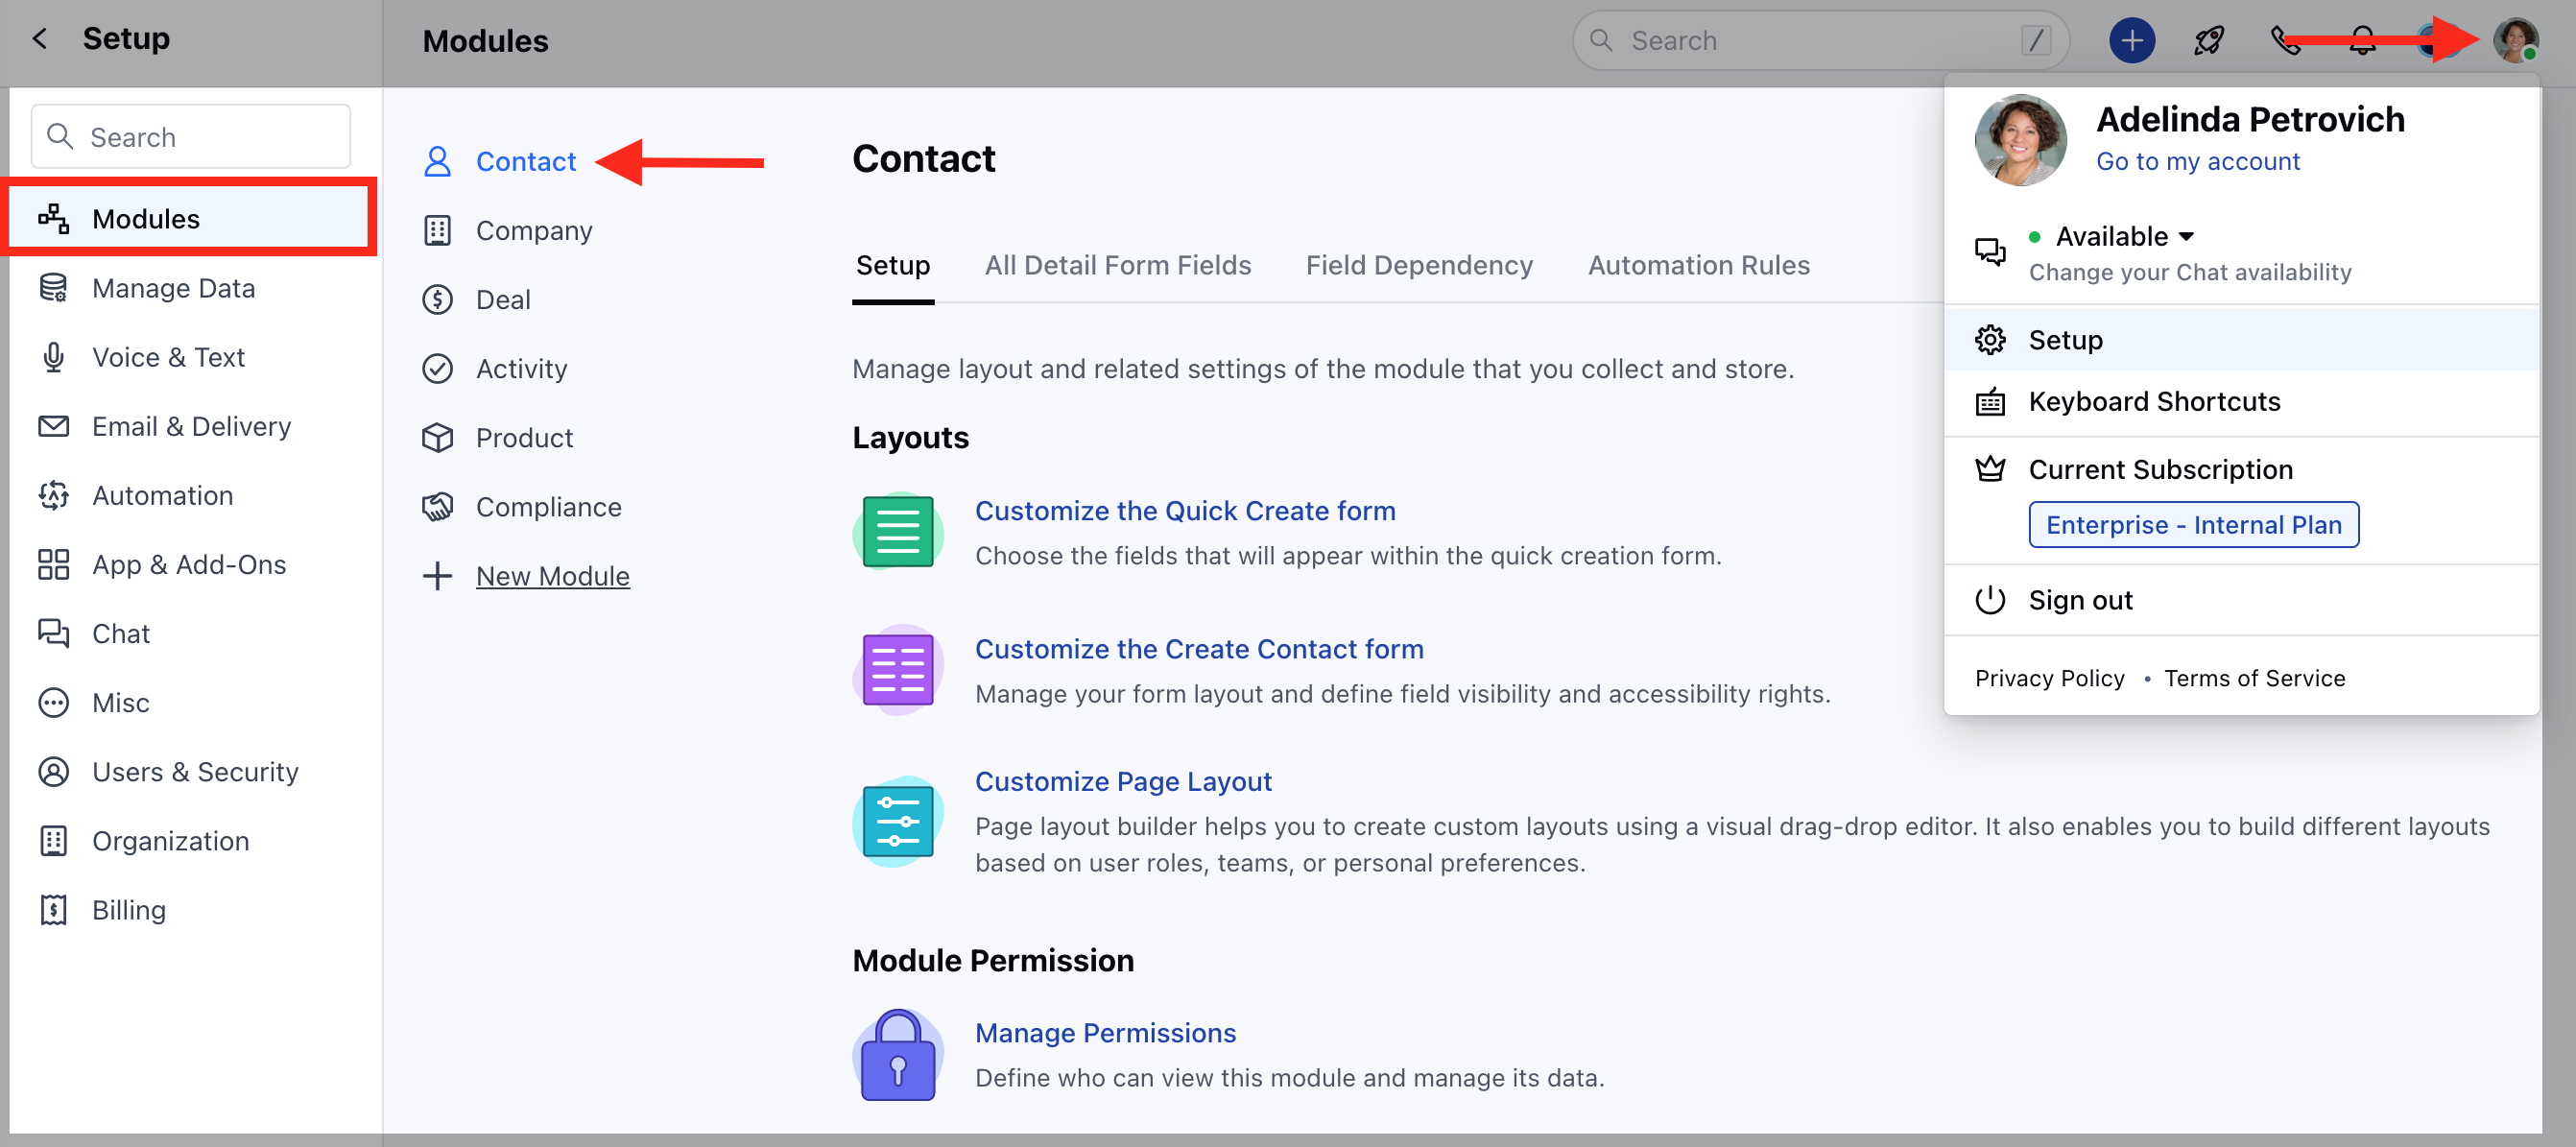 Setup
Modules
Search
/
Search
Modules
Manage Data
Voice & Text
Email & Delivery
Automation
App & Add-Ons
Chat
Misc
Users & Security
Organization
Billing
Contact
Company
Deal
Activity
Product
Compliance
New Module
Contact
Setup
All Detail Form Fields
Field Dependency
Automation Rules
Manage layout and related settings of the module that you collect and store.
Layouts
Customize the Quick Create form
Choose the fields that will appear within the quick creation form.
Customize the Create Contact form
Manage your form layout and define field visibility and accessibility rights.
Customize Page Layout
Page layout builder helps you to create custom layouts using a visual drag-drop editor. It also enables you to build different layouts
based on user roles, teams, or personal preferences.
Module Permission
Manage Permissions
Define who can view this module and manage its data.
Adelinda Petrovich
Go to my account
Available
Change your Chat availability
Setup
Keyboard Shortcuts
Current Subscription
Enterprise - Internal Plan
Sign out
Privacy Policy • Terms of Service